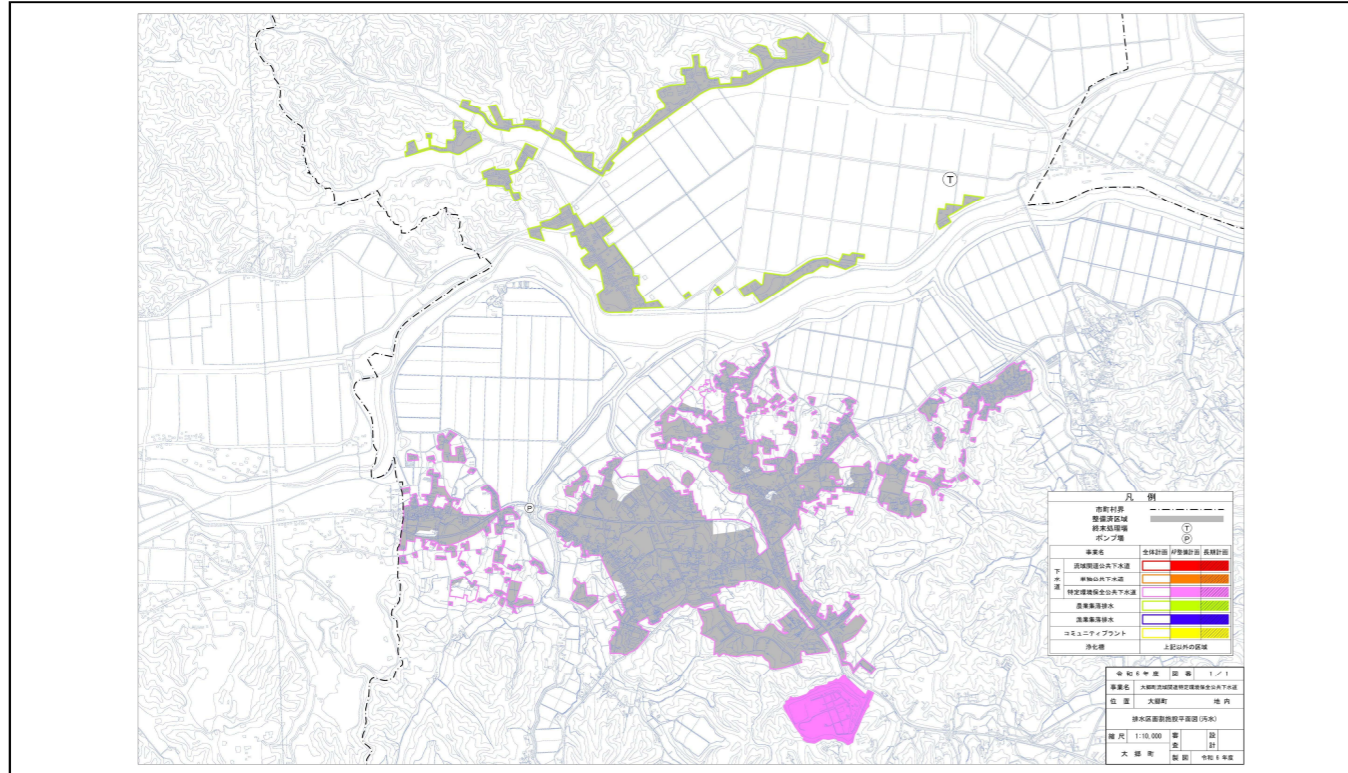 T
P
凡 例
市町村界
整備済区域
終末処理場 T
ポンプ場 P
事業名 全体計画 AP整備計画 長期計画
下水道
流域関連公共下水道
単独公共下水道
特定環境保全公共下水道
農業集落排水
漁業集落排水
コミュニティプラント
浄化槽 上記以外の区域
令和6年度 図番 1/1
事業名 大郷町流域関連特定環境保全公共下水道
位置 大郷町 地内
排水区画割施設平面図(汚水)
縮尺 1:10,000 審査 設計
大郷町 製図 令和6年度